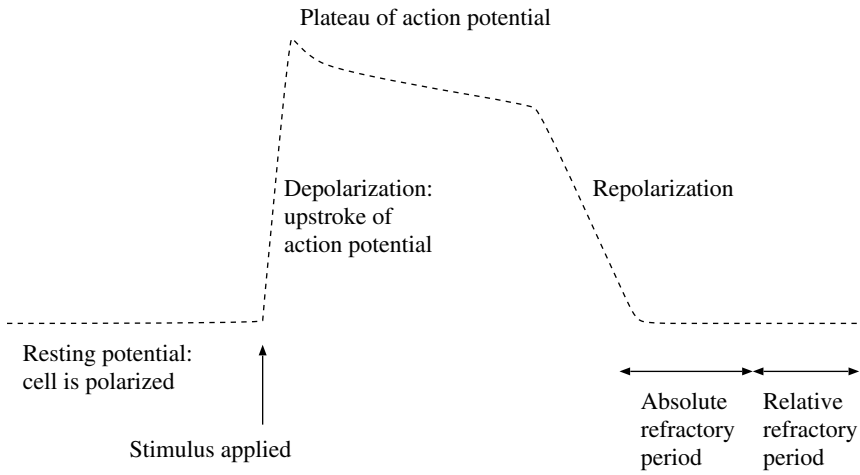 Plateau of action potential
Depolarization:
upstroke of
action potential
Repolarization
Resting potential:
cell is polarized
Stimulus applied
Absolute
refractory
period
Relative
refractory
period